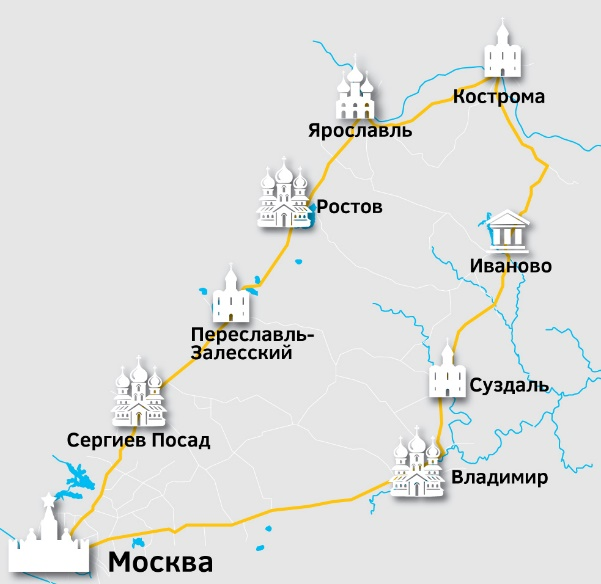 Кострома
Ярославль
Ростов
Иваново
Переславль-
Залесский
Суздаль
Сергиев Посад
Владимир
Москва